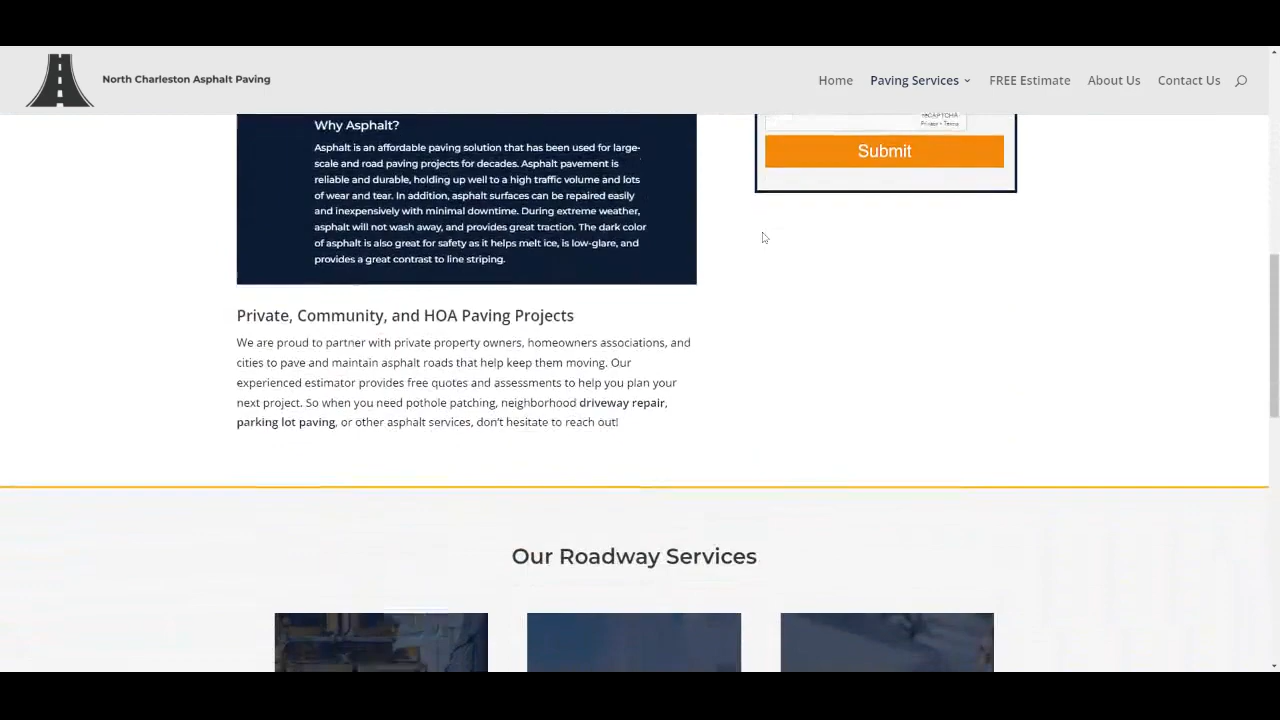 North Charleston Asphalt Paving
Home
Paving Services
FREE Estimate
About Us
Contact Us
Why Asphalt?
Asphalt is an affordable paving solution that has been used for large-
scale and road paving projects for decades. Asphalt pavement is
reliable and durable, holding up well to a high traffic volume and lots
of wear and tear. In addition, asphalt surfaces can be repaired easily
and inexpensively with minimal downtime. During extreme weather,
asphalt will not wash away, and provides great traction. The dark color
of asphalt is also great for safety as it helps melt ice, is low-glare, and
provides a great contrast to line striping.
reCAPTCHA
Privacy - Terms
Submit
Private, Community, and HOA Paving Projects
We are proud to partner with private property owners, homeowners associations, and
cities to pave and maintain asphalt roads that help keep them moving. Our
experienced estimator provides free quotes and assessments to help you plan your
next project. So when you need pothole patching, neighborhood driveway repair,
parking lot paving, or other asphalt services, don't hesitate to reach out!
Our Roadway Services